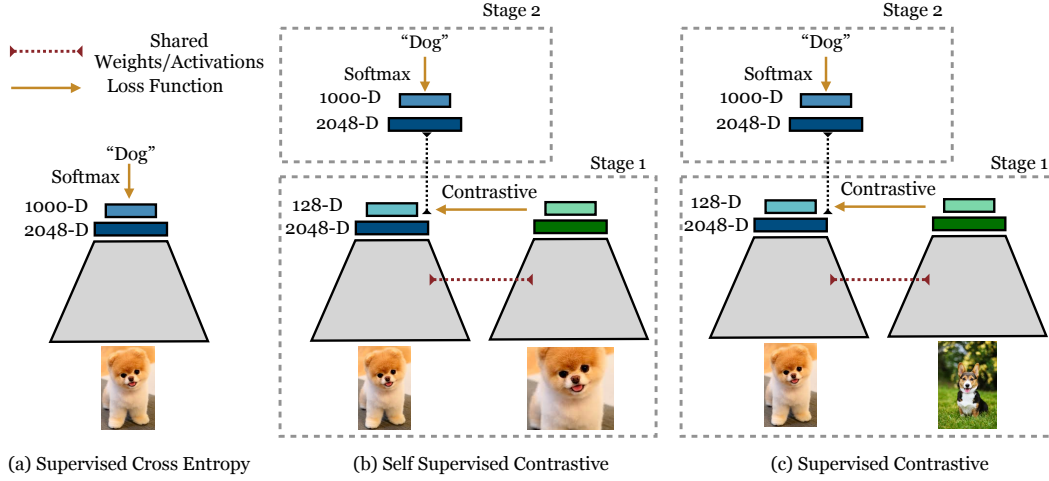 Shared
Weights/Activations
Loss Function
“Dog”
Softmax
1000-D
2048-D
(a) Supervised Cross Entropy
Stage 2
“Dog”
Softmax
1000-D
2048-D
Stage 1
Contrastive
128-D
2048-D
(b) Self Supervised Contrastive
Stage 2
“Dog”
Softmax
1000-D
2048-D
Stage 1
Contrastive
128-D
2048-D
(c) Supervised Contrastive